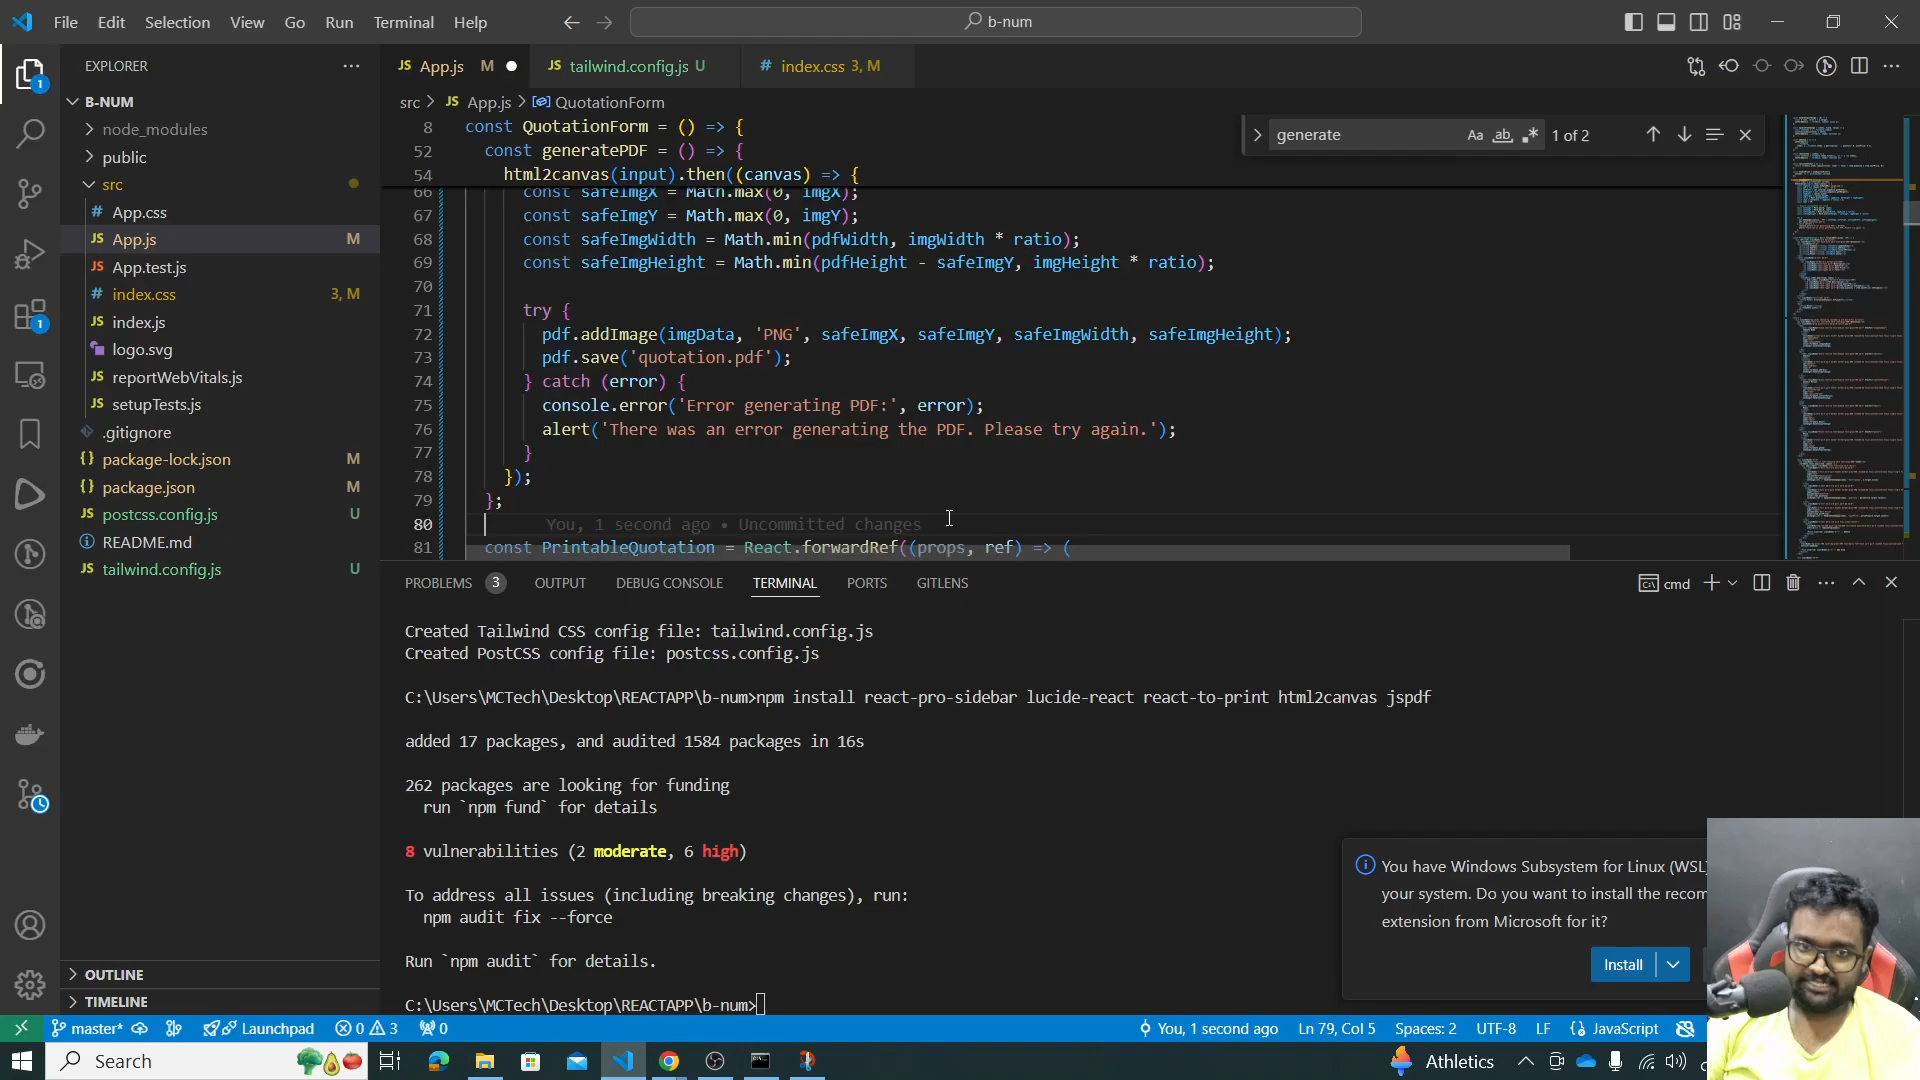 File Edit Selection View Go Run Terminal Help
b-num
EXPLORER
B-NUM
node_modules
public
src
# App.css
JS App.js M
JS App.test.js
# index.css 3, M
JS index.js
logo.svg
JS reportWebVitals.js
JS setupTests.js
.gitignore
{} package-lock.json M
{} package.json M
JS postcss.config.js U
README.md
JS tailwind.config.js U
OUTLINE
TIMELINE
JS App.js M
JS tailwind.config.js U
# index.css 3, M
src > JS App.js > QuotationForm
generate
Aa ab 1 of 2
8 const QuotationForm = () => {
52 const generatePDF = () => {
54 html2canvas(input).then((canvas) => {
66 const safeImgX = Math.max(0, imgX);
67 const safeImgY = Math.max(0, imgY);
68 const safeImgWidth = Math.min(pdfWidth, imgWidth * ratio);
69 const safeImgHeight = Math.min(pdfHeight - safeImgY, imgHeight * ratio);
70
71 try {
72 pdf.addImage(imgData, 'PNG', safeImgX, safeImgY, safeImgWidth, safeImgHeight);
73 pdf.save('quotation.pdf');
74 } catch (error) {
75 console.error('Error generating PDF:', error);
76 alert('There was an error generating the PDF. Please try again.');
77 }
78 });
79 };
80 You, 1 second ago • Uncommitted changes
81 const PrintableQuotation = React.forwardRef((props, ref) => (
PROBLEMS 3 OUTPUT DEBUG CONSOLE TERMINAL PORTS GITLENS
cmd
Created Tailwind CSS config file: tailwind.config.js
Created PostCSS config file: postcss.config.js
C:\Users\MCTech\Desktop\REACTAPP\b-num>npm install react-pro-sidebar lucide-react react-to-print html2canvas jspdf
added 17 packages, and audited 1584 packages in 16s
262 packages are looking for funding
run `npm fund` for details
8 vulnerabilities (2 moderate, 6 high)
To address all issues (including breaking changes), run:
npm audit fix --force
Run `npm audit` for details.
C:\Users\MCTech\Desktop\REACTAPP\b-num>
You have Windows Subsystem for Linux (WSL)
your system. Do you want to install the recom
extension from Microsoft for it?
Install
master* Launchpad 0 3 0
You, 1 second ago Ln 79, Col 5 Spaces: 2 UTF-8 LF {} JavaScript
Search
Athletics